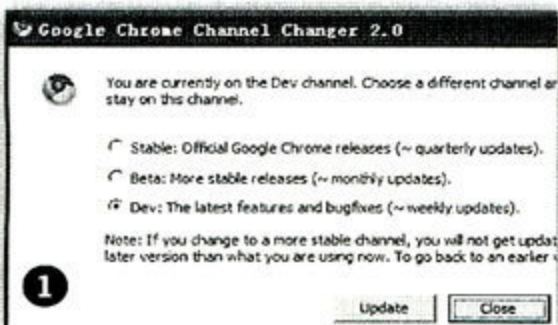 Google Chrome Channel Changer 2.0
You are currently on the Dev channel. Choose a different channel
stay on this channel.
Stable: Official Google Chrome releases (~ quarterly updates).
Beta: More stable releases (~ monthly updates).
Dev: The latest features and bugfixes (~ weekly updates).
Note: If you change to a more stable channel, you will not get
later version than what you are using now. To go back to an earlier
1
Update Close